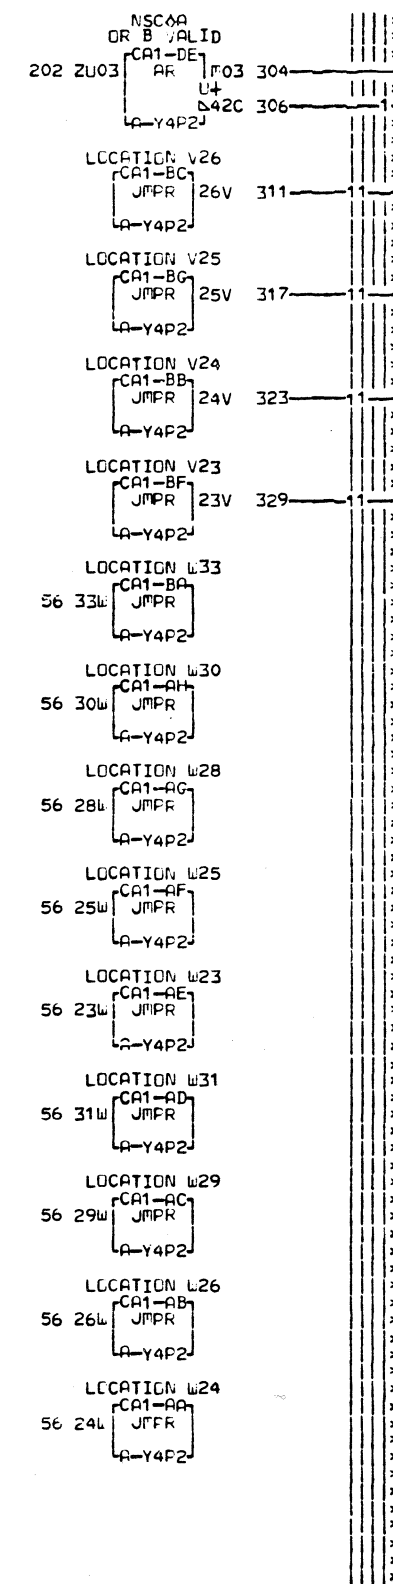 NSC0A
OR B VALID
CA1-DE
202 ZU03 AR M03 304
U+
D42C 306 1
A-Y4P2
LOCATION V26
CA1-BC
JMPR 26V 311 11
A-Y4P2
LOCATION V25
CA1-BG
JMPR 25V 317 11
A-Y4P2
LOCATION V24
CA1-BB
JMPR 24V 323 11
A-Y4P2
LOCATION V23
CA1-BF
JMPR 23V 329 11
A-Y4P2
LOCATION W33
CA1-BA
56 33W JMPR
A-Y4P2
LOCATION W30
CA1-AH
56 30W JMPR
A-Y4P2
LOCATION W28
CA1-AG
56 28W JMPR
A-Y4P2
LOCATION W25
CA1-AF
56 25W JMPR
A-Y4P2
LOCATION W23
CA1-AE
56 23W JMPR
A-Y4P2
LOCATION W31
CA1-AD
56 31W JMPR
A-Y4P2
LOCATION W29
CA1-AC
56 29W JMPR
A-Y4P2
LOCATION W26
CA1-AB
56 26W JMPR
A-Y4P2
LOCATION W24
CA1-AA
56 24W JMPR
A-Y4P2